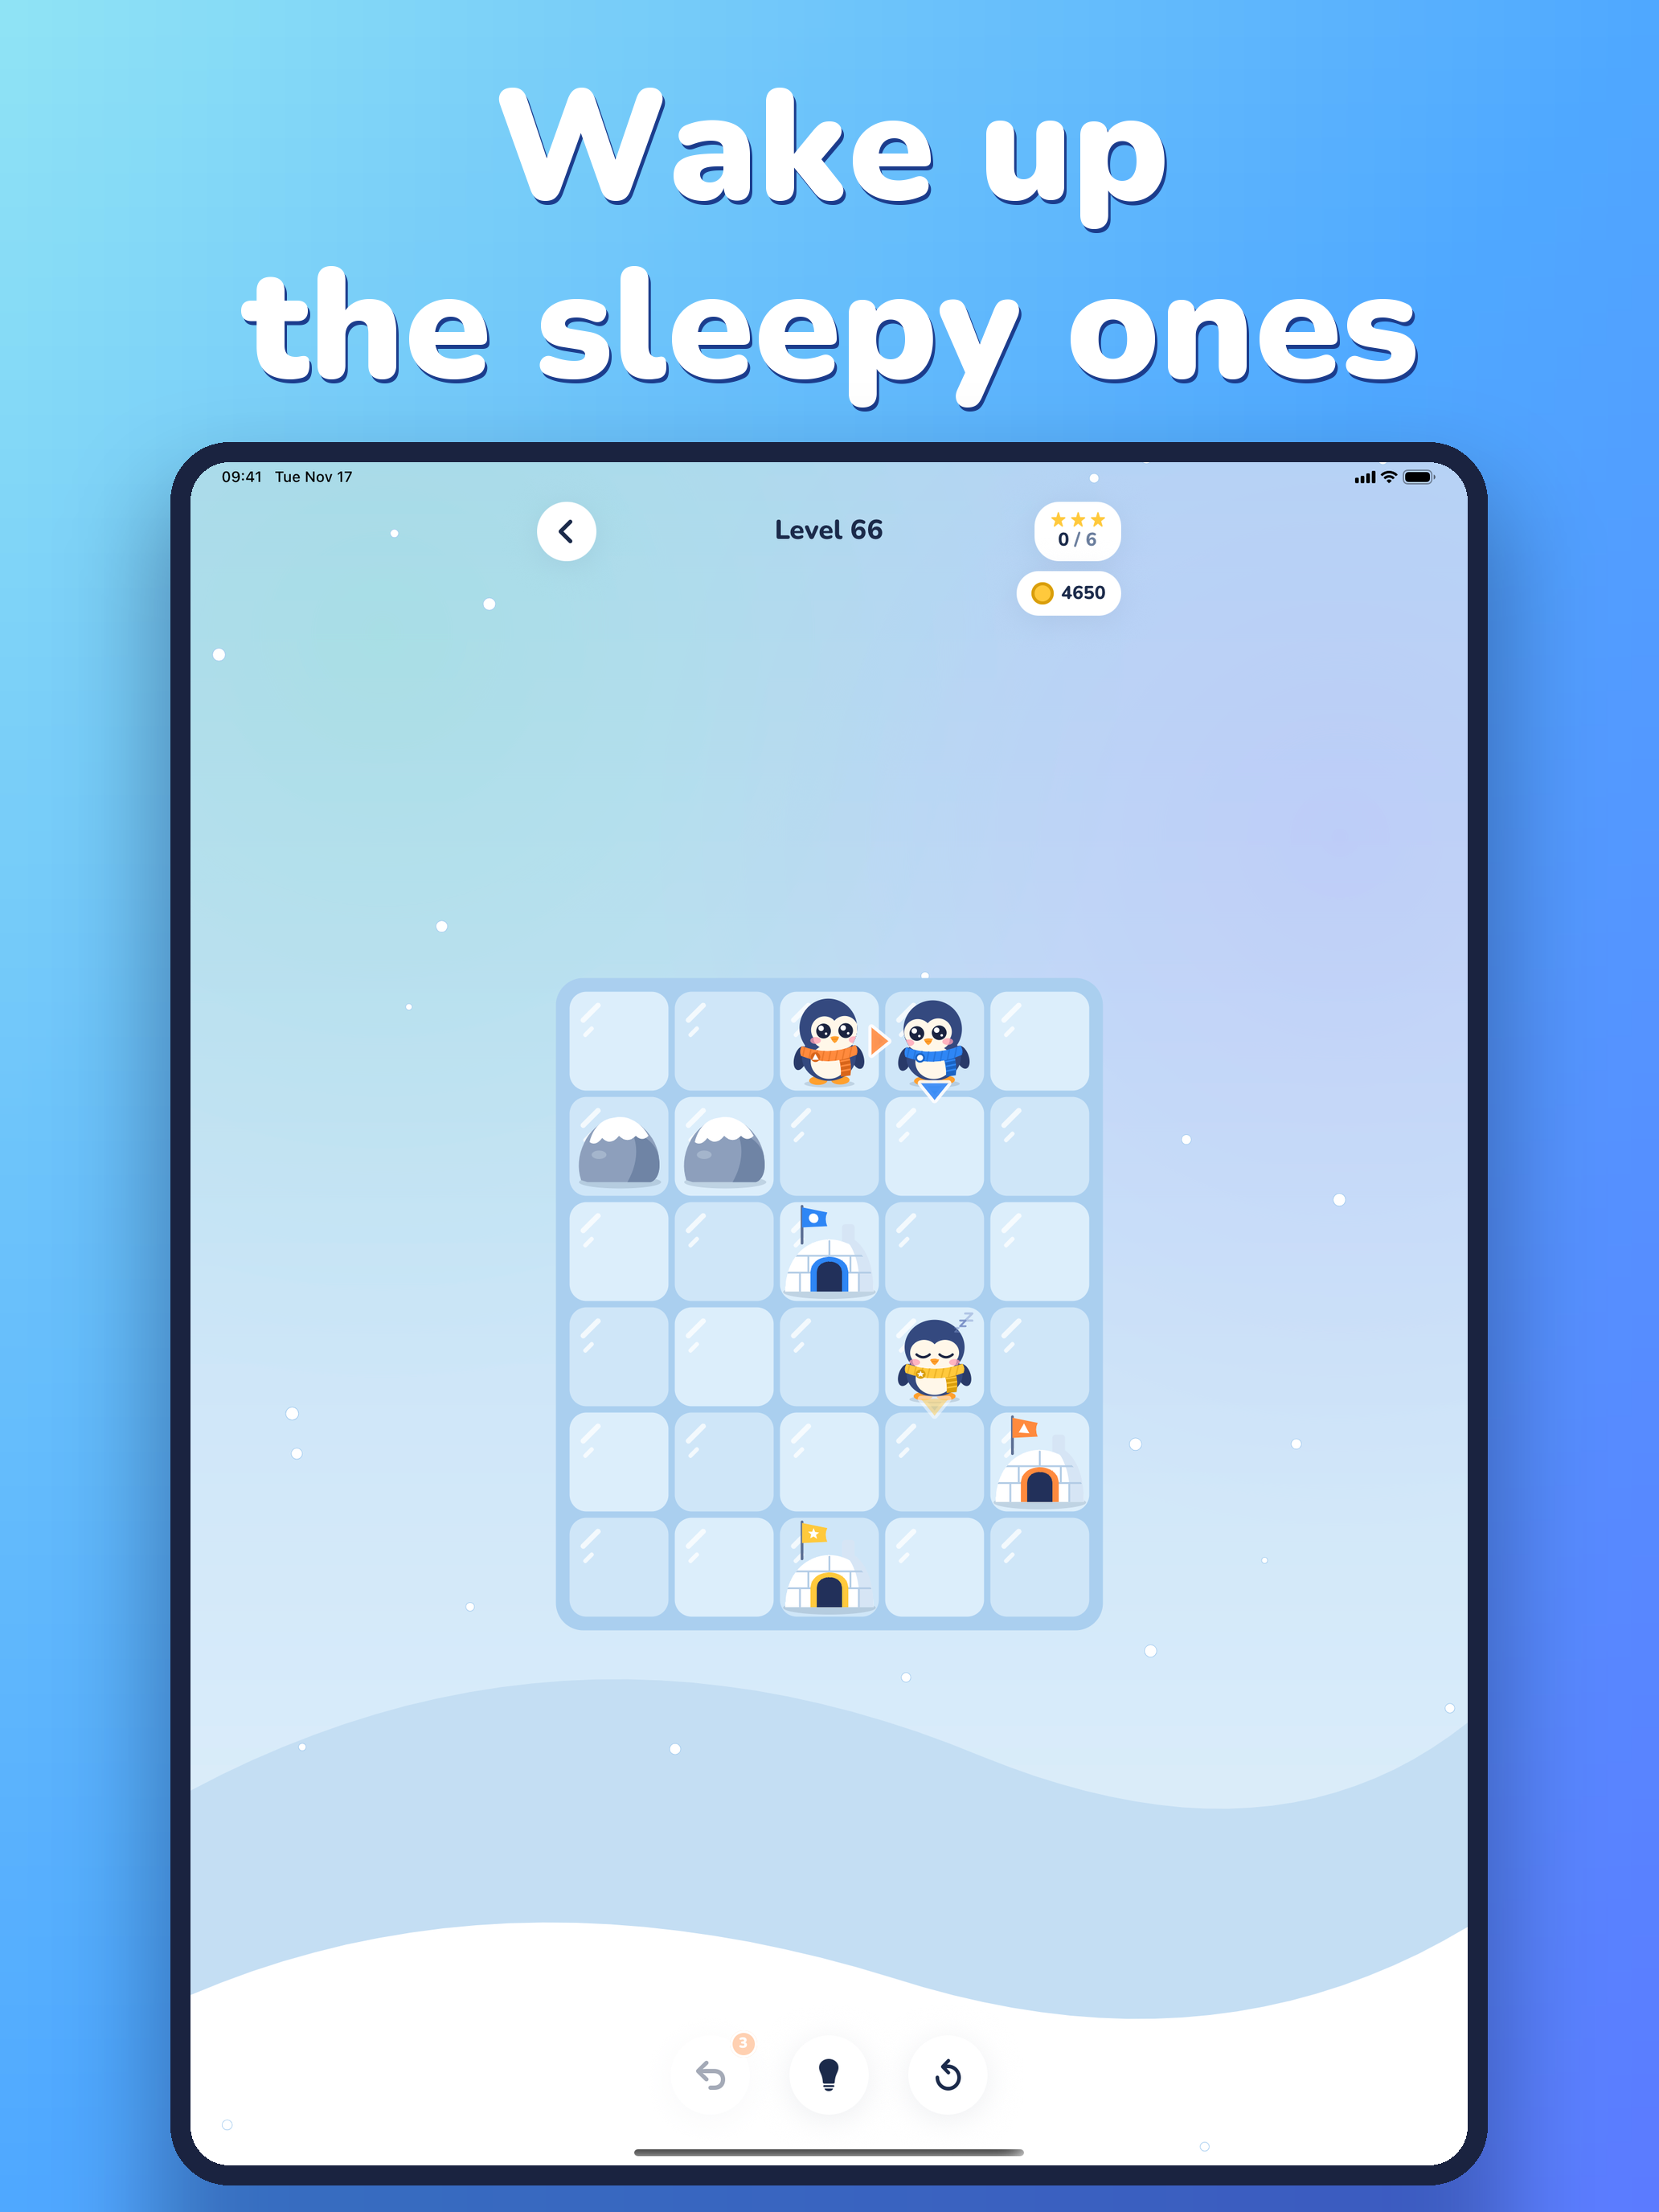 Wake up
the sleepy ones
09:41 Tue Nov 17
Level 66
0 / 6
4650
z z
3